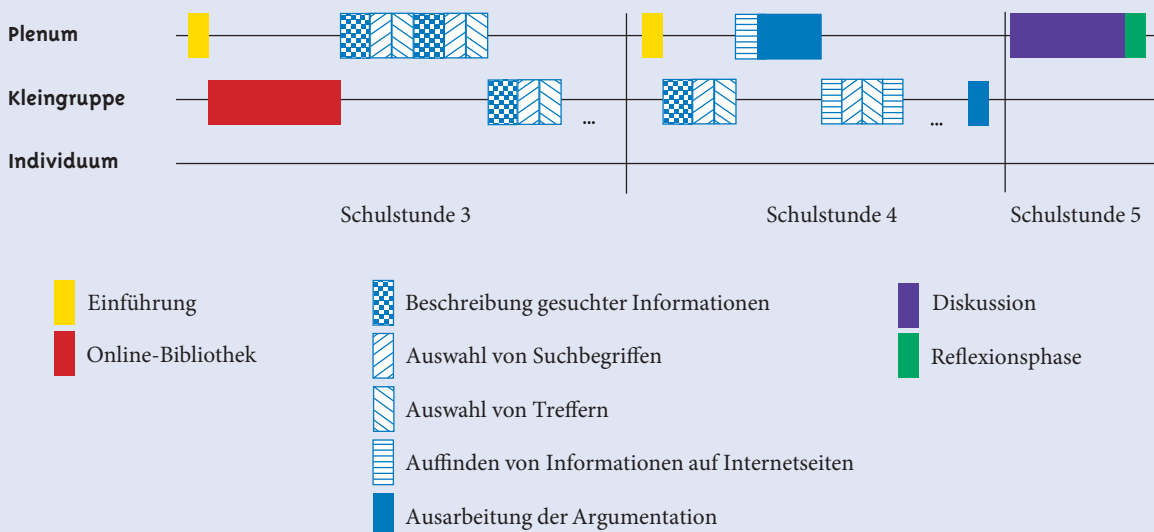 Plenum
Kleingruppe
...
...
Individuum
Schulstunde 3
Schulstunde 4
Schulstunde 5
Einführung
Online-Bibliothek
Beschreibung gesuchter Informationen
Auswahl von Suchbegriffen
Auswahl von Treffern
Auffinden von Informationen auf Internetseiten
Ausarbeitung der Argumentation
Diskussion
Reflexionsphase